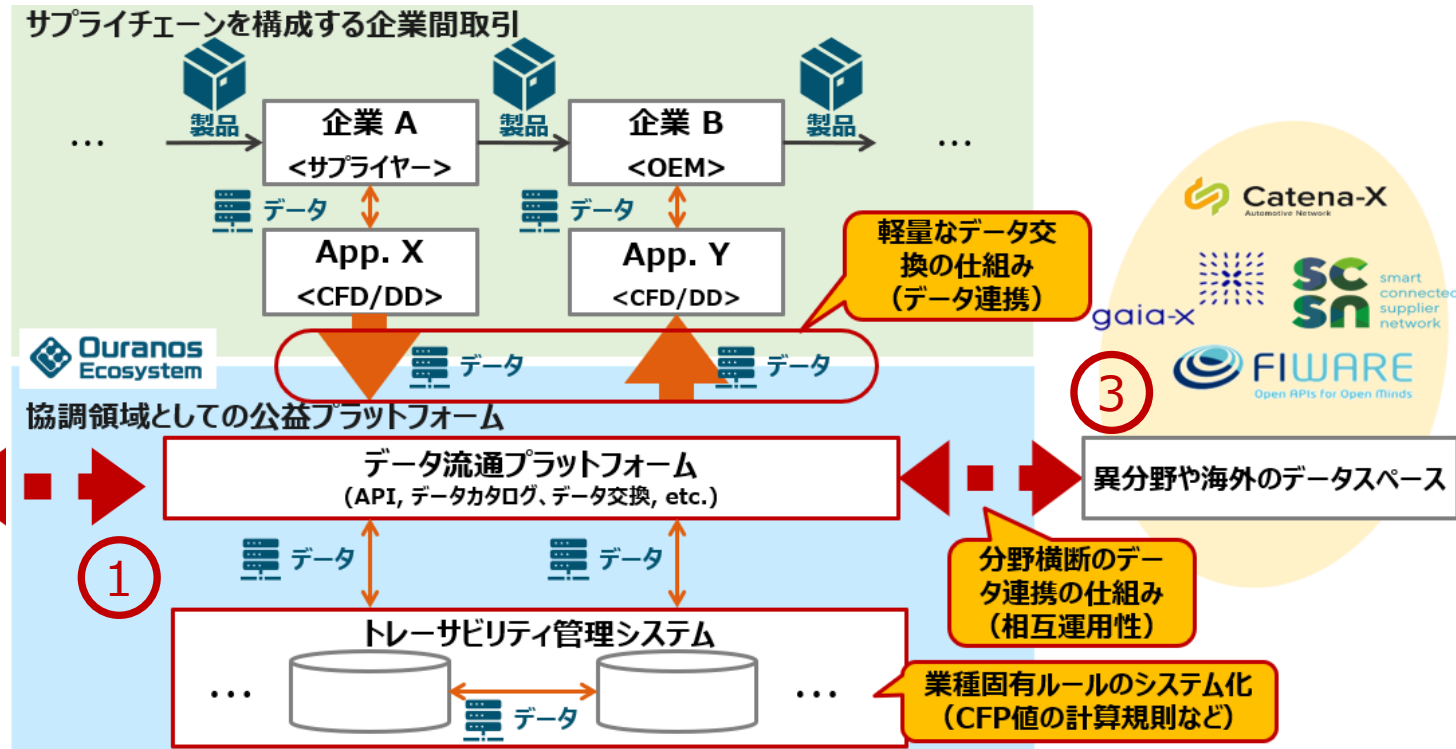 サプライチェーンを構成する企業間取引
製品
製品
製品
…
企業 A
<サプライヤー>
企業 B
<OEM>
…
データ
データ
App. X
<CFD/DD>
App. Y
<CFD/DD>
軽量なデータ交
換の仕組み
（データ連携）
Catena-X
Automotive Network
gaia-x
SC
SN
smart
connected
supplier
network
FIWARE
Open APIs for Open Minds
3
Ouranos
Ecosystem
データ
データ
協調領域としての公益プラットフォーム
データ流通プラットフォーム
(API, データカタログ、データ交換, etc.)
異分野や海外のデータスペース
1
データ
データ
分野横断のデー
タ連携の仕組み
（相互運用性）
トレーサビリティ管理システム
…
…
データ
業種固有ルールのシステム化
（CFP値の計算規則など）